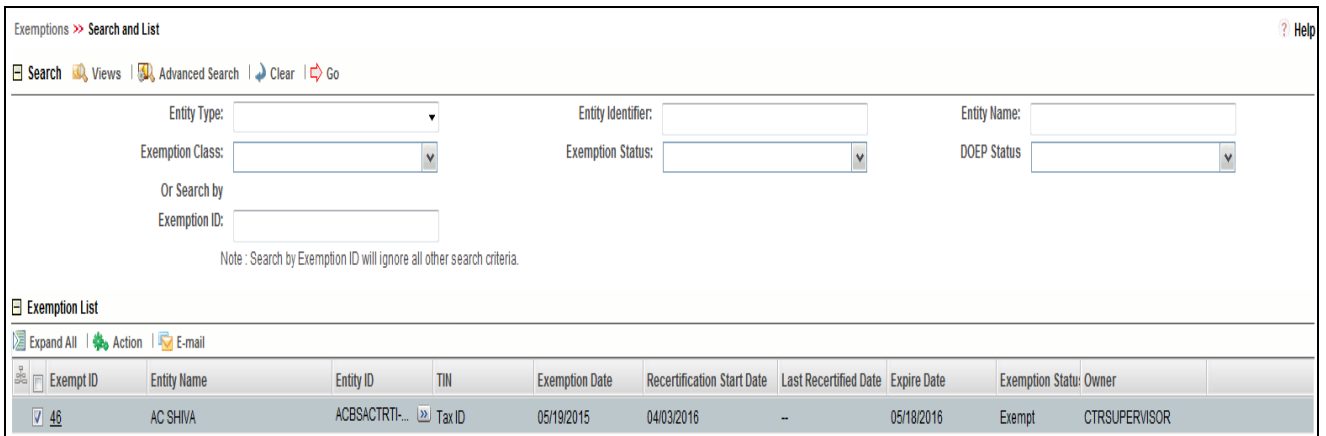 Exemptions >> Search and List ? Help
Search Views | Advanced Search | Clear | Go
Entity Type: Entity Identifier: Entity Name:
Exemption Class: Exemption Status: DOEP Status
Or Search by
Exemption ID:
Note : Search by Exemption ID will ignore all other search criteria.
Exemption List
Expand All | Action | E-mail
Exempt ID Entity Name Entity ID TIN Exemption Date Recertification Start Date Last Recertified Date Expire Date Exemption Statu: Owner
46 AC SHIVA ACBSACTRTI-... >> Tax ID 05/19/2015 04/03/2016 -- 05/18/2016 Exempt CTRSUPERVISOR